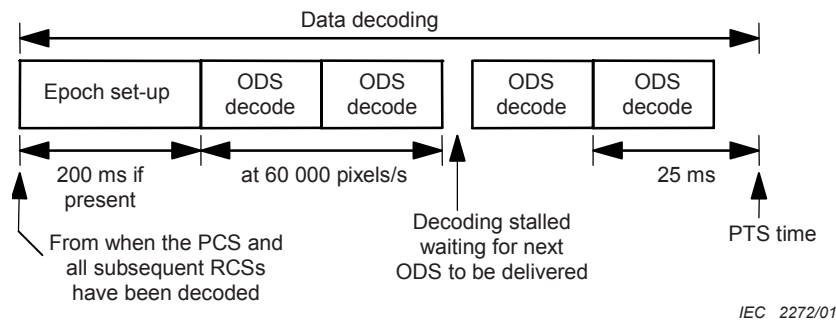 Data decoding
Epoch set-up
ODS
decode
ODS
decode
ODS
decode
ODS
decode
200 ms if
present
at 60 000 pixels/s
25 ms
From when the PCS and
all subsequent RCSs
have been decoded
Decoding stalled
waiting for next
ODS to be delivered
PTS time
IEC 2272/01